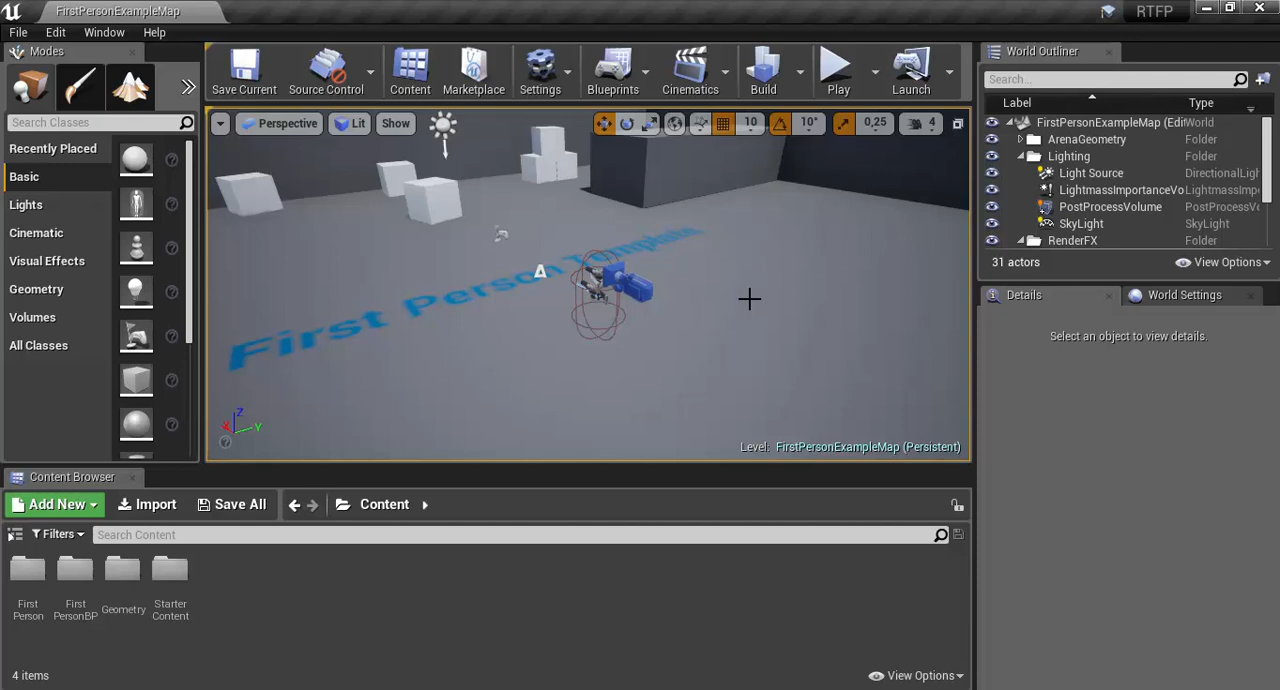 FirstPersonExampleMap
RTFP
File Edit Window Help
Modes
Search Classes
Recently Placed
Basic
Lights
Cinematic
Visual Effects
Geometry
Volumes
All Classes
Save Current
Source Control
Content
Marketplace
Settings
Blueprints
Cinematics
Build
Play
Launch
Perspective
Lit
Show
10
10°
0,25
4
First Person Template
X
Z
Y
Level: FirstPersonExampleMap (Persistent)
World Outliner
Search...
Label Type
FirstPersonExampleMap (Edi World
ArenaGeometry Folder
Lighting Folder
Light Source DirectionalLigh
LightmassImportanceVo LightmassImpo
PostProcessVolume PostProcessVo
SkyLight SkyLight
RenderFX Folder
31 actors
View Options
Details
World Settings
Select an object to view details.
Content Browser
Add New
Import
Save All
Content
Filters
Search Content
First
Person
First
PersonBP
Geometry
Starter
Content
4 items
View Options